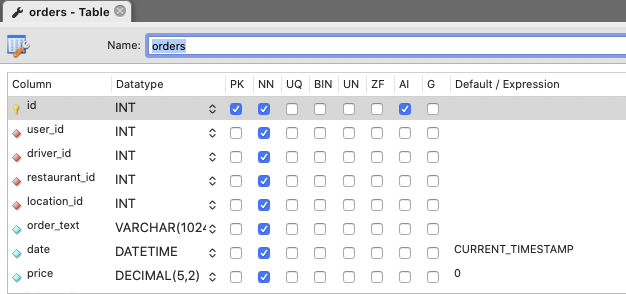 orders - Table
Name: orders
Column Datatype PK NN UQ BIN UN ZF AI G Default / Expression
id INT
user_id INT
driver_id INT
restaurant_id INT
location_id INT
order_text VARCHAR(1024
date DATETIME CURRENT_TIMESTAMP
price DECIMAL(5,2) 0